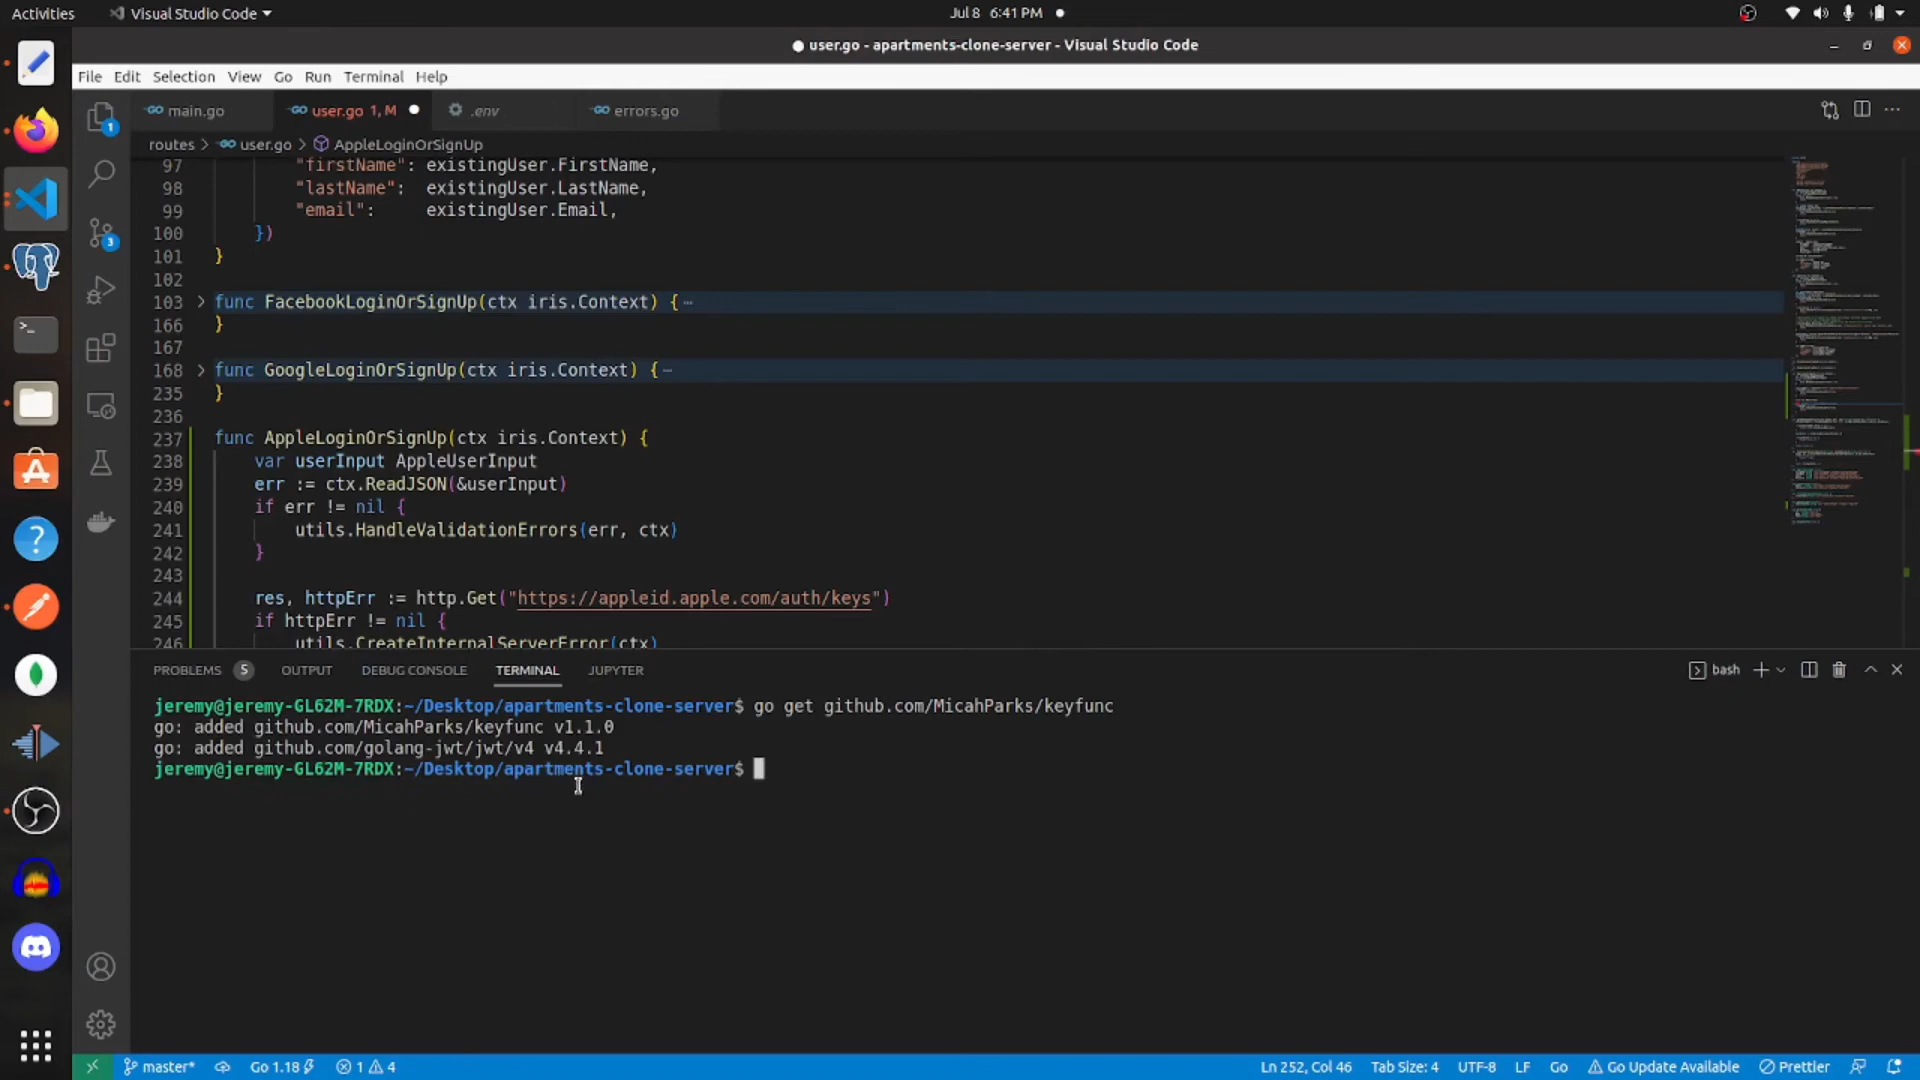 Activities
Visual Studio Code
Jul 8 6:41 PM
user.go - apartments-clone-server - Visual Studio Code
File Edit Selection View Go Run Terminal Help
main.go
user.go 1, M
.env
errors.go
routes > user.go > AppleLoginOrSignUp
97 "firstName": existingUser.FirstName,
98 "lastName": existingUser.LastName,
99 "email": existingUser.Email,
100 })
101 }
102
103 func FacebookLoginOrSignUp(ctx iris.Context) {
166 }
167
168 func GoogleLoginOrSignUp(ctx iris.Context) {
235 }
236
237 func AppleLoginOrSignUp(ctx iris.Context) {
238 var userInput AppleUserInput
239 err := ctx.ReadJSON(&userInput)
240 if err != nil {
241 utils.HandleValidationErrors(err, ctx)
242 }
243
244 res, httpErr := http.Get("https://appleid.apple.com/auth/keys")
245 if httpErr != nil {
246 utils.CreateInternalServerError(ctx)
1
3
PROBLEMS 5 OUTPUT DEBUG CONSOLE TERMINAL JUPYTER
bash
jeremy@jeremy-GL62M-7RDX:~/Desktop/apartments-clone-server$ go get github.com/MicahParks/keyfunc
go: added github.com/MicahParks/keyfunc v1.1.0
go: added github.com/golang-jwt/jwt/v4 v4.4.1
jeremy@jeremy-GL62M-7RDX:~/Desktop/apartments-clone-server$
master* Go 1.18 1 4
Ln 252, Col 46 Tab Size: 4 UTF-8 LF Go Go Update Available Prettier